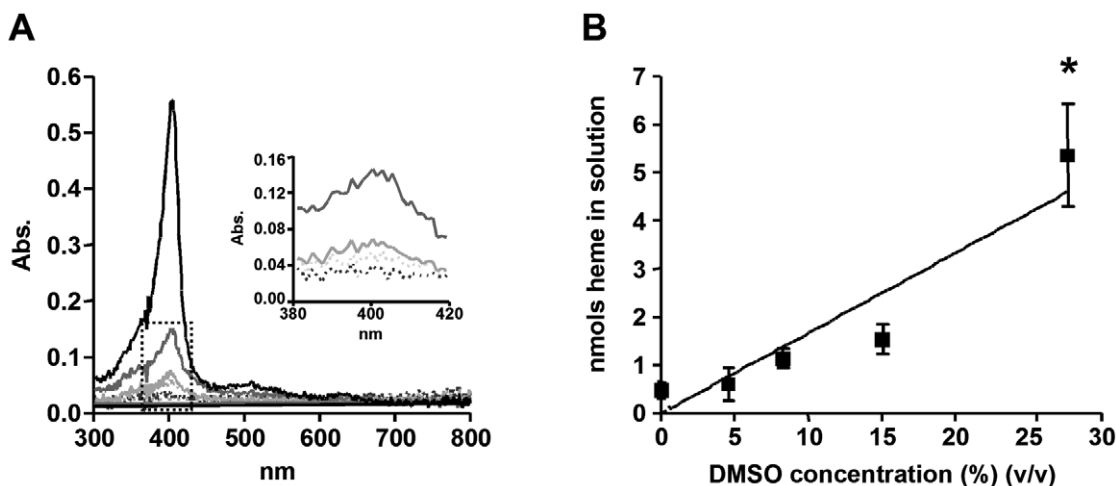 A
0.6
0.5
0.4
0.3
0.2
0.1
0.0
Abs.
300 400 500 600 700 800
nm
0.16
0.12
0.08
0.04
0.00
Abs.
380 400 420
nm
B
7
6
5
4
3
2
1
0
nmols heme in solution
*
0 5 10 15 20 25 30
DMSO concentration (%) (v/v)